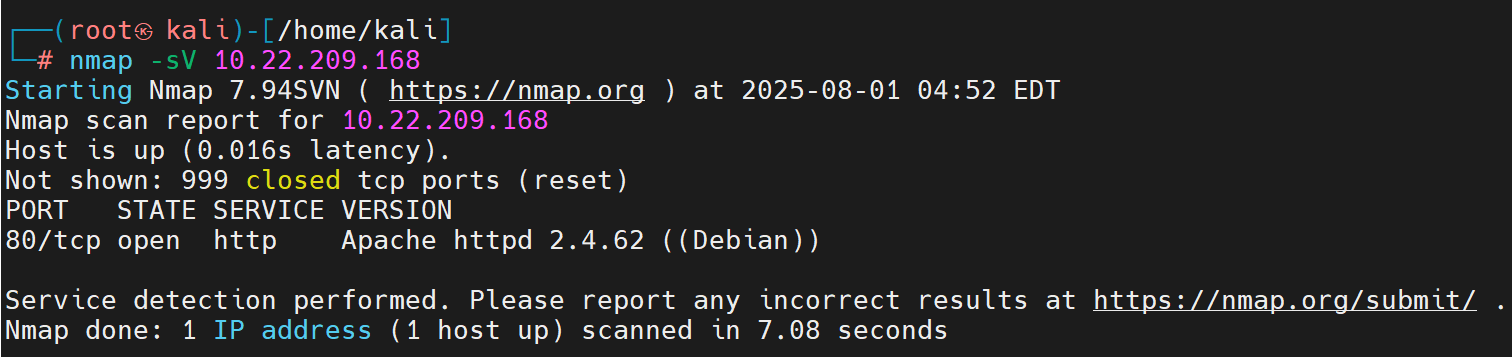 ┌──(root㉿ kali)-[/home/kali]
└─# nmap -sV 10.22.209.168
Starting Nmap 7.94SVN ( https://nmap.org ) at 2025-08-01 04:52 EDT
Nmap scan report for 10.22.209.168
Host is up (0.016s latency).
Not shown: 999 closed tcp ports (reset)
PORT   STATE SERVICE VERSION
80/tcp open  http    Apache httpd 2.4.62 ((Debian))
Service detection performed. Please report any incorrect results at https://nmap.org/submit/ .
Nmap done: 1 IP address (1 host up) scanned in 7.08 seconds